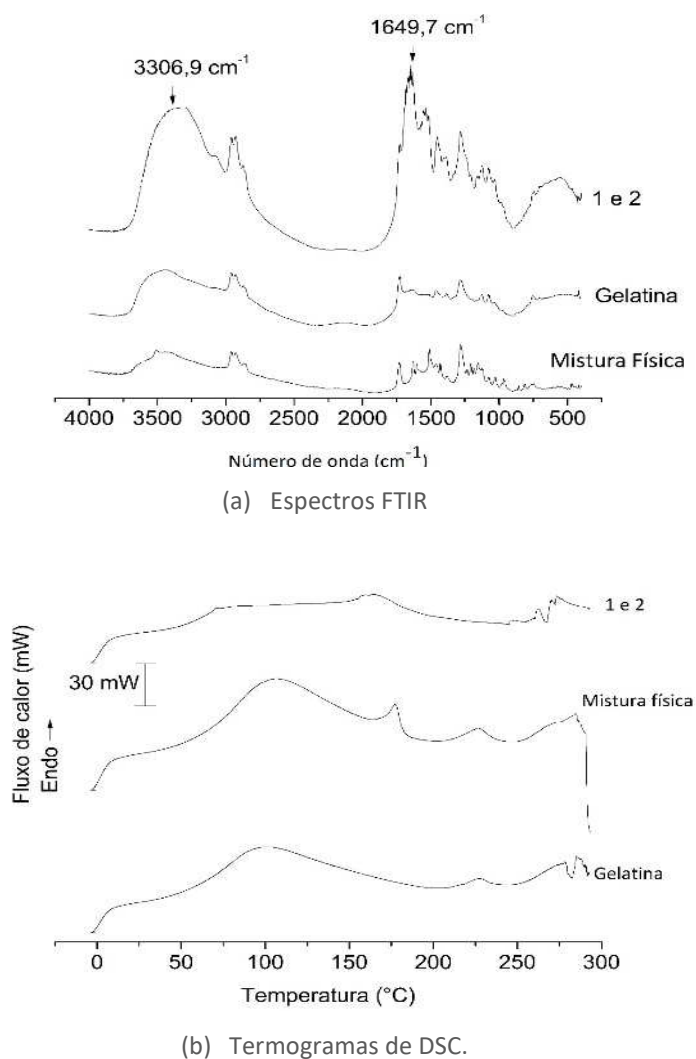 1649,7 cm⁻¹
3306,9 cm⁻¹
1 e 2
Gelatina
Mistura Física
4000 3500 3000 2500 2000 1500 1000 500
Número de onda (cm⁻¹)
(a) Espectros FTIR
1 e 2
30 mW
Mistura física
Gelatina
Fluxo de calor (mW)
Endo →
0 50 100 150 200 250 300
Temperatura (°C)
(b) Termogramas de DSC.